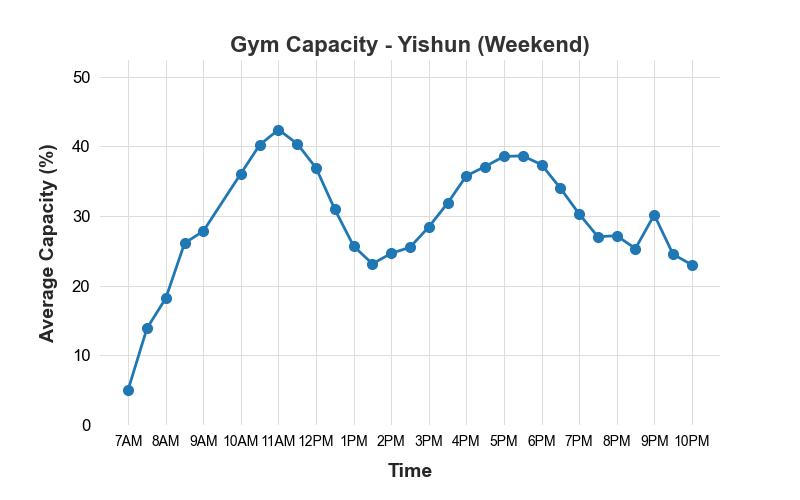 Gym Capacity - Yishun (Weekend)
50
40
30
20
10
0
Average Capacity (%)
7AM 8AM 9AM 10AM 11AM 12PM 1PM 2PM 3PM 4PM 5PM 6PM 7PM 8PM 9PM 10PM
Time